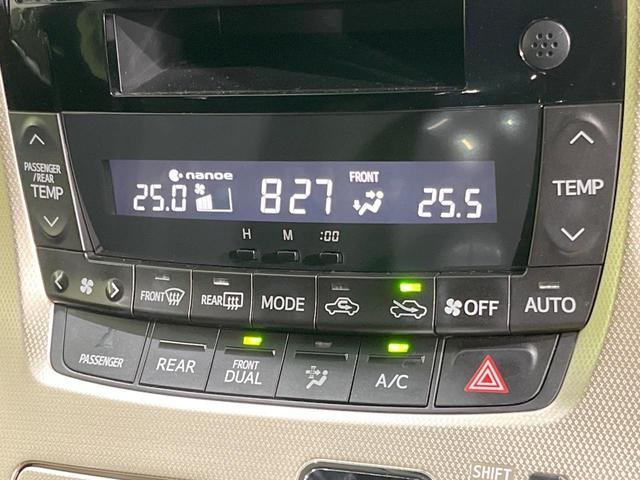 nanoe
FRONT
25.0 827 25.5
H M :00
PASSENGER
/REAR
TEMP
TEMP
FRONT REAR MODE OFF AUTO
PASSENGER REAR FRONT DUAL A/C
SHIFT